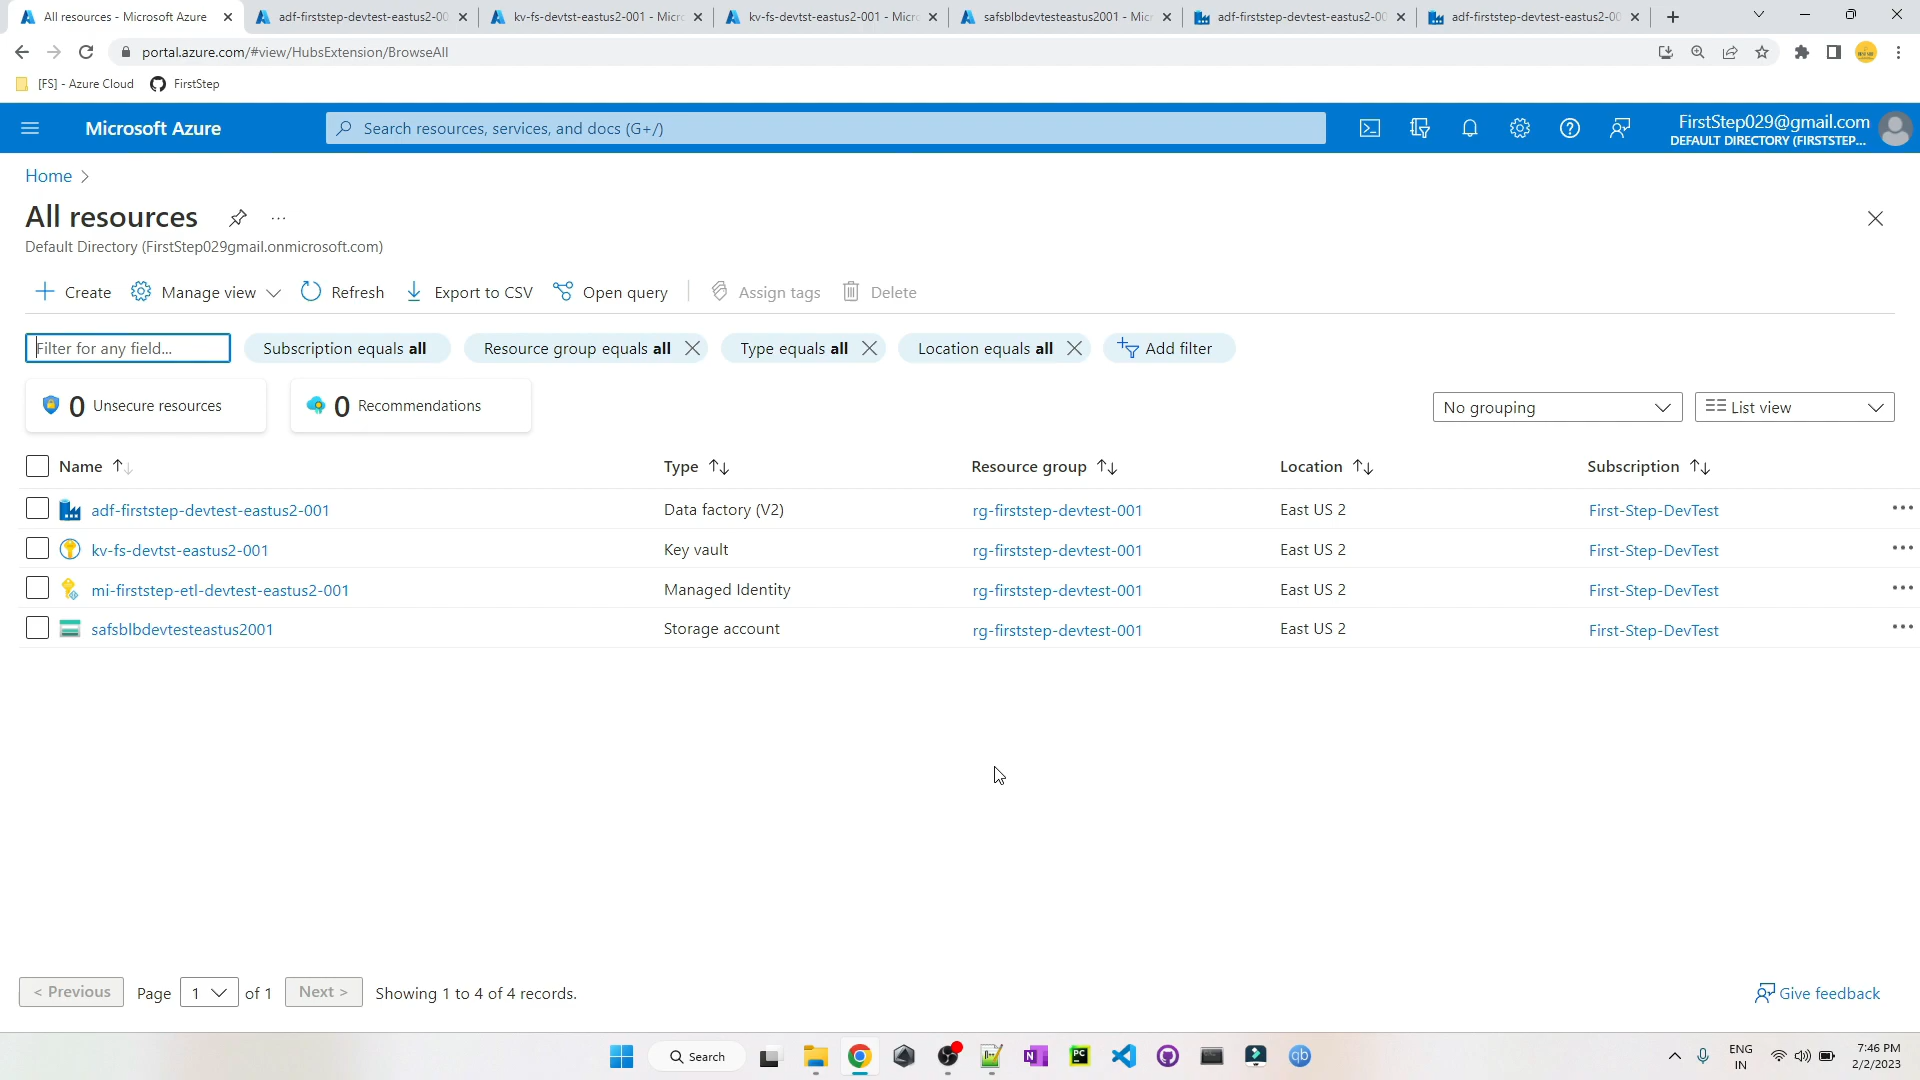 All resources - Microsoft Azure
adf-firststep-devtest-eastus2-00
kv-fs-devtst-eastus2-001 - Micr
kv-fs-devtst-eastus2-001 - Micr
safsblbdevtesteastus2001 - Mic
adf-firststep-devtest-eastus2-00
adf-firststep-devtest-eastus2-00
portal.azure.com/#view/HubsExtension/BrowseAll
[FS] - Azure Cloud
FirstStep
Microsoft Azure
Search resources, services, and docs (G+/)
FirstStep029@gmail.com
DEFAULT DIRECTORY (FIRSTSTEP...
Home
All resources
Default Directory (FirstStep029gmail.onmicrosoft.com)
Create
Manage view
Refresh
Export to CSV
Open query
Assign tags
Delete
Filter for any field...
Subscription equals all
Resource group equals all
Type equals all
Location equals all
Add filter
0 Unsecure resources
0 Recommendations
No grouping
List view
Name Type Resource group Location Subscription
adf-firststep-devtest-eastus2-001 Data factory (V2) rg-firststep-devtest-001 East US 2 First-Step-DevTest
kv-fs-devtst-eastus2-001 Key vault rg-firststep-devtest-001 East US 2 First-Step-DevTest
mi-firststep-etl-devtest-eastus2-001 Managed Identity rg-firststep-devtest-001 East US 2 First-Step-DevTest
safsblbdevtesteastus2001 Storage account rg-firststep-devtest-001 East US 2 First-Step-DevTest
< Previous Page 1 of 1 Next > Showing 1 to 4 of 4 records.
Give feedback
Search
ENG
IN
7:46 PM
2/2/2023